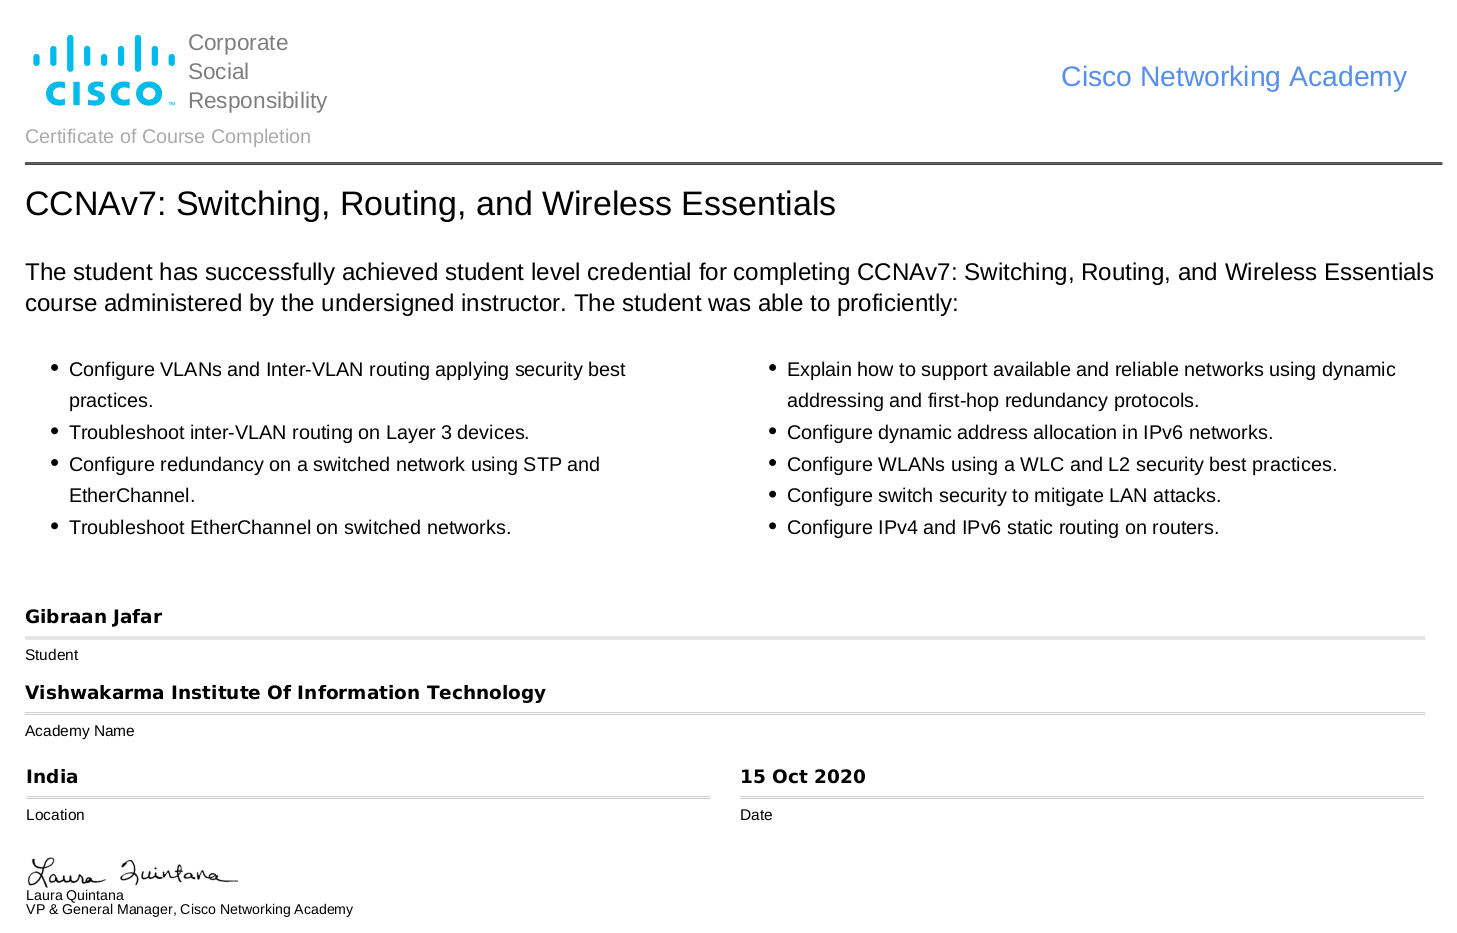 CISCO
Corporate
Social
Responsibility
Cisco Networking Academy
Certificate of Course Completion
CCNAv7: Switching, Routing, and Wireless Essentials
The student has successfully achieved student level credential for completing CCNAv7: Switching, Routing, and Wireless Essentials
course administered by the undersigned instructor. The student was able to proficiently:
• Configure VLANs and Inter-VLAN routing applying security best
practices.
• Troubleshoot inter-VLAN routing on Layer 3 devices.
• Configure redundancy on a switched network using STP and
EtherChannel.
• Troubleshoot EtherChannel on switched networks.
• Explain how to support available and reliable networks using dynamic
addressing and first-hop redundancy protocols.
• Configure dynamic address allocation in IPv6 networks.
• Configure WLANs using a WLC and L2 security best practices.
• Configure switch security to mitigate LAN attacks.
• Configure IPv4 and IPv6 static routing on routers.
Gibraan Jafar
Student
Vishwakarma Institute Of Information Technology
Academy Name
India
Location
15 Oct 2020
Date
Laura Quintana
Laura Quintana
VP & General Manager, Cisco Networking Academy